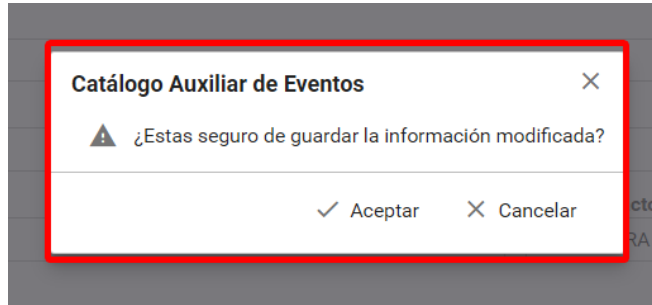 Catálogo Auxiliar de Eventos
¿Estas seguro de guardar la información modificada?
Aceptar Cancelar